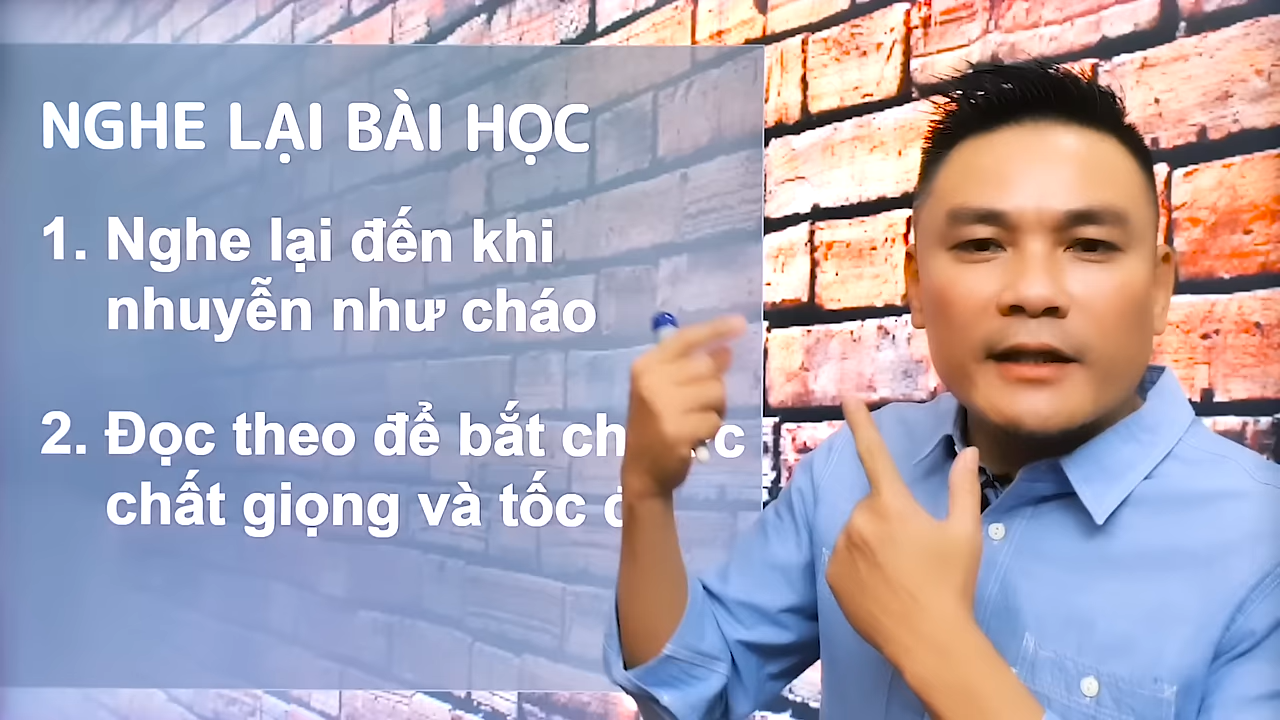 NGHE LẠI BÀI HỌC
1. Nghe lại đến khi
nhuyễn như cháo
2. Đọc theo để bắt
chất giọng và tốc